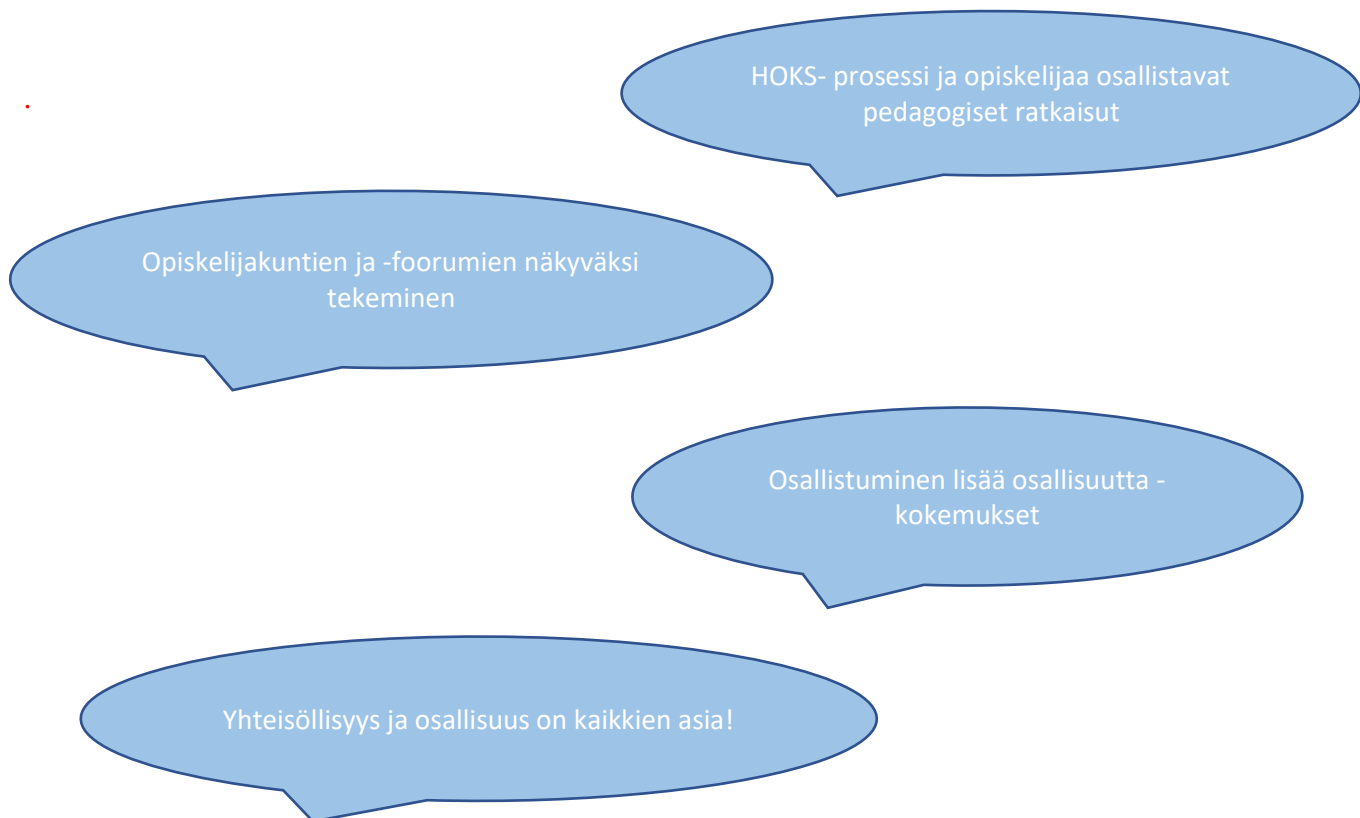 HOKS- prosessi ja opiskelijaa osallistavat
pedagogiset ratkaisut
Opiskelijakuntien ja -foorumien näkyväksi
tekeminen
Osallistuminen lisää osallisuutta -
kokemukset
Yhteisöllisyys ja osallisuus on kaikkien asia!